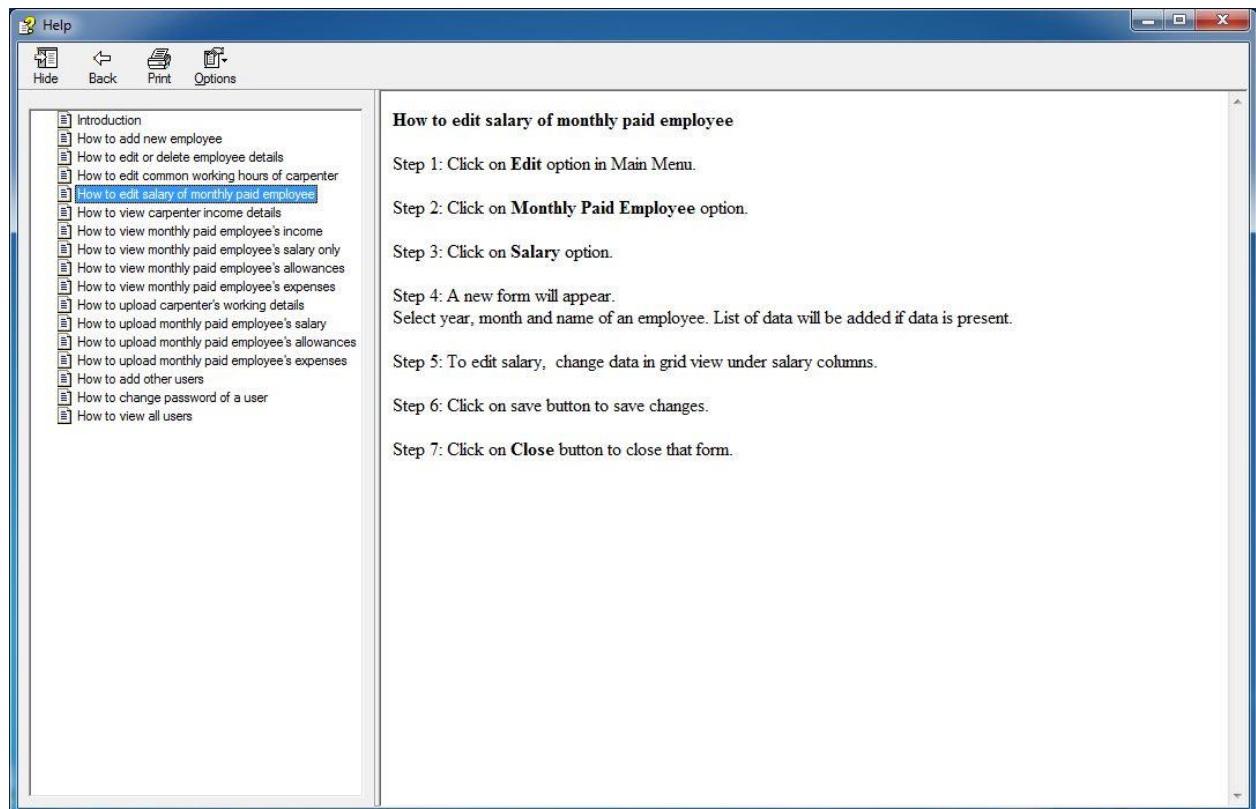 Help
Hide Back Print Options
Introduction
How to add new employee
How to edit or delete employee details
How to edit common working hours of carpenter
How to edit salary of monthly paid employee
How to view carpenter income details
How to view monthly paid employee's income
How to view monthly paid employee's salary only
How to view monthly paid employee's allowances
How to view monthly paid employee's expenses
How to upload carpenter's working details
How to upload monthly paid employee's salary
How to upload monthly paid employee's allowances
How to upload monthly paid employee's expenses
How to add other users
How to change password of a user
How to view all users
How to edit salary of monthly paid employee
Step 1: Click on Edit option in Main Menu.
Step 2: Click on Monthly Paid Employee option.
Step 3: Click on Salary option.
Step 4: A new form will appear.
Select year, month and name of an employee. List of data will be added if data is present.
Step 5: To edit salary,  change data in grid view under salary columns.
Step 6: Click on save button to save changes.
Step 7: Click on Close button to close that form.